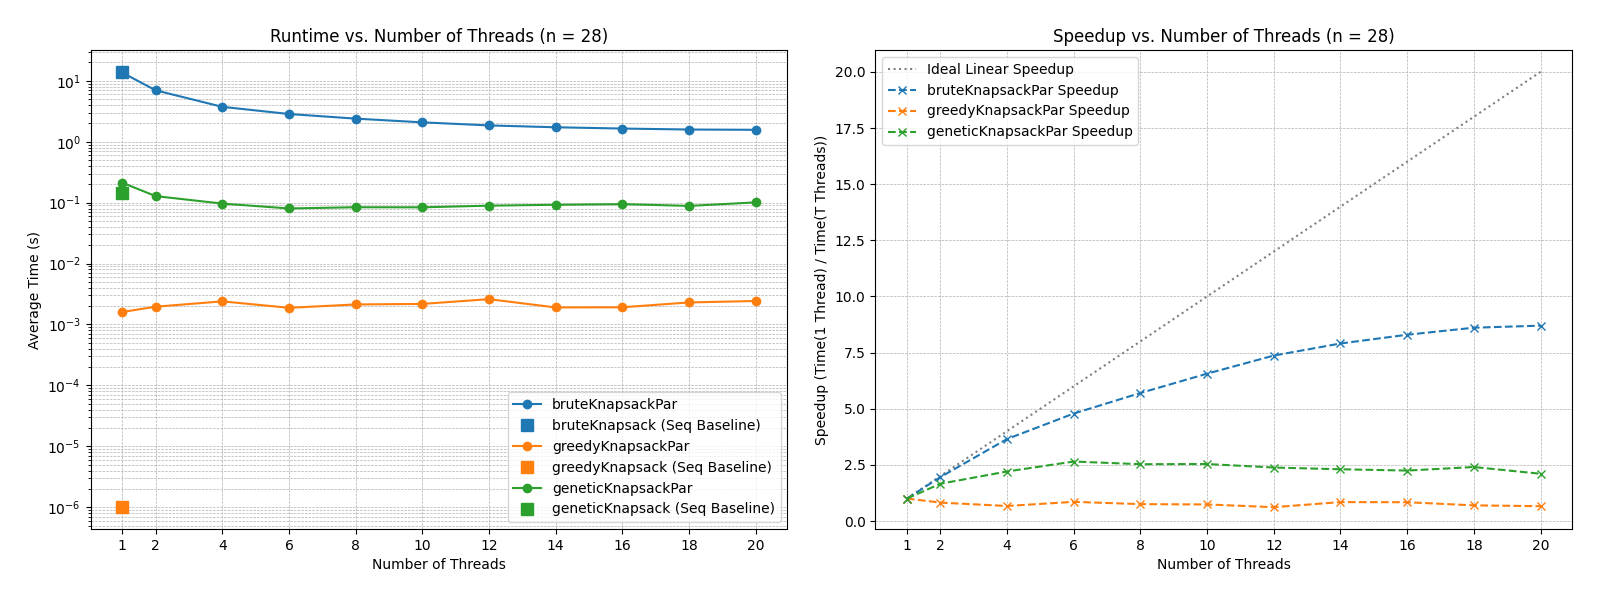 Runtime vs. Number of Threads (n = 28)
Average Time (s)
10^1
10^0
10^-1
10^-2
10^-3
10^-4
10^-5
10^-6
bruteKnapsackPar
bruteKnapsack (Seq Baseline)
greedyKnapsackPar
greedyKnapsack (Seq Baseline)
geneticKnapsackPar
geneticKnapsack (Seq Baseline)
1 2 4 6 8 10 12 14 16 18 20
Number of Threads
Speedup vs. Number of Threads (n = 28)
Speedup (Time(1 Thread) / Time(T Threads))
Ideal Linear Speedup
bruteKnapsackPar Speedup
greedyKnapsackPar Speedup
geneticKnapsackPar Speedup
20.0
17.5
15.0
12.5
10.0
7.5
5.0
2.5
0.0
1 2 4 6 8 10 12 14 16 18 20
Number of Threads